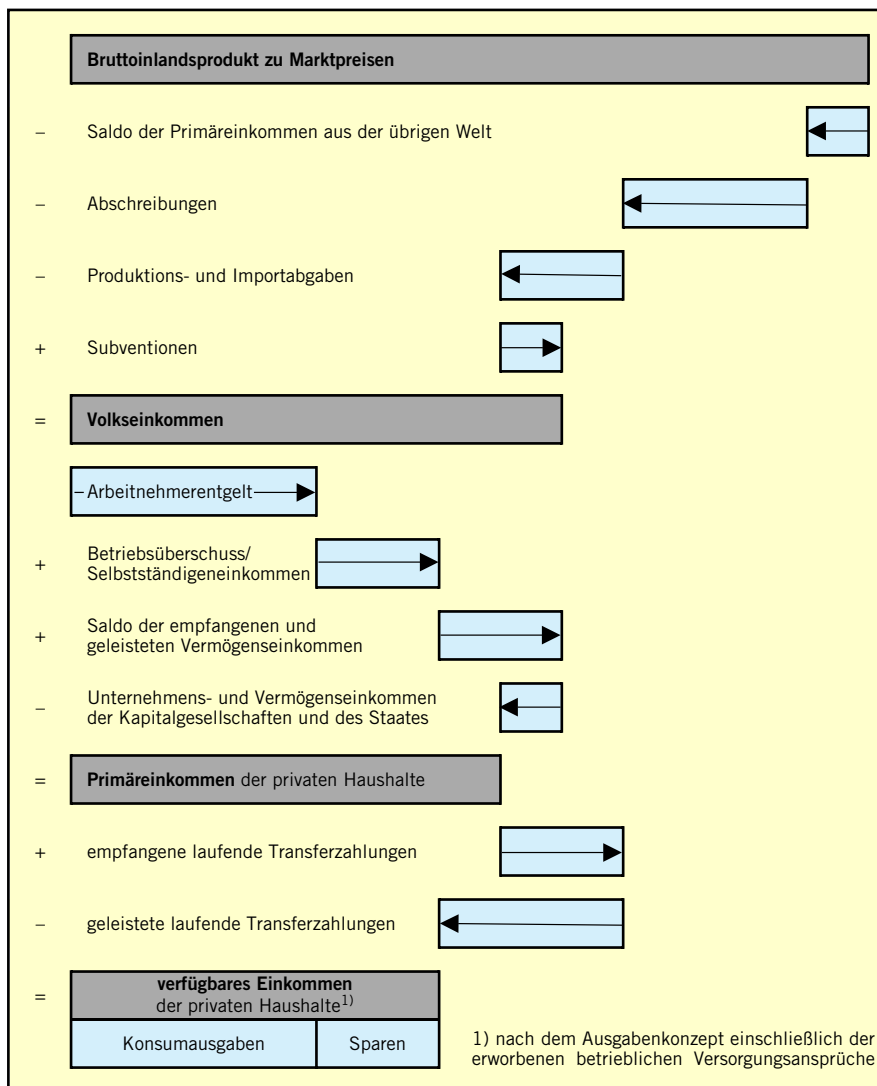 Bruttoinlandsprodukt zu Marktpreisen
– Saldo der Primäreinkommen aus der übrigen Welt
– Abschreibungen
– Produktions- und Importabgaben
+ Subventionen
= Volkseinkommen
Arbeitnehmerentgelt
+ Betriebsüberschuss/
Selbstständigeneinkommen
+ Saldo der empfangenen und
geleisteten Vermögenseinkommen
– Unternehmens- und Vermögenseinkommen
der Kapitalgesellschaften und des Staates
= Primäreinkommen der privaten Haushalte
+ empfangene laufende Transferzahlungen
– geleistete laufende Transferzahlungen
= verfügbares Einkommen
der privaten Haushalte1)
Konsumausgaben Sparen
1) nach dem Ausgabenkonzept einschließlich der
erworbenen betrieblichen Versorgungsansprüche